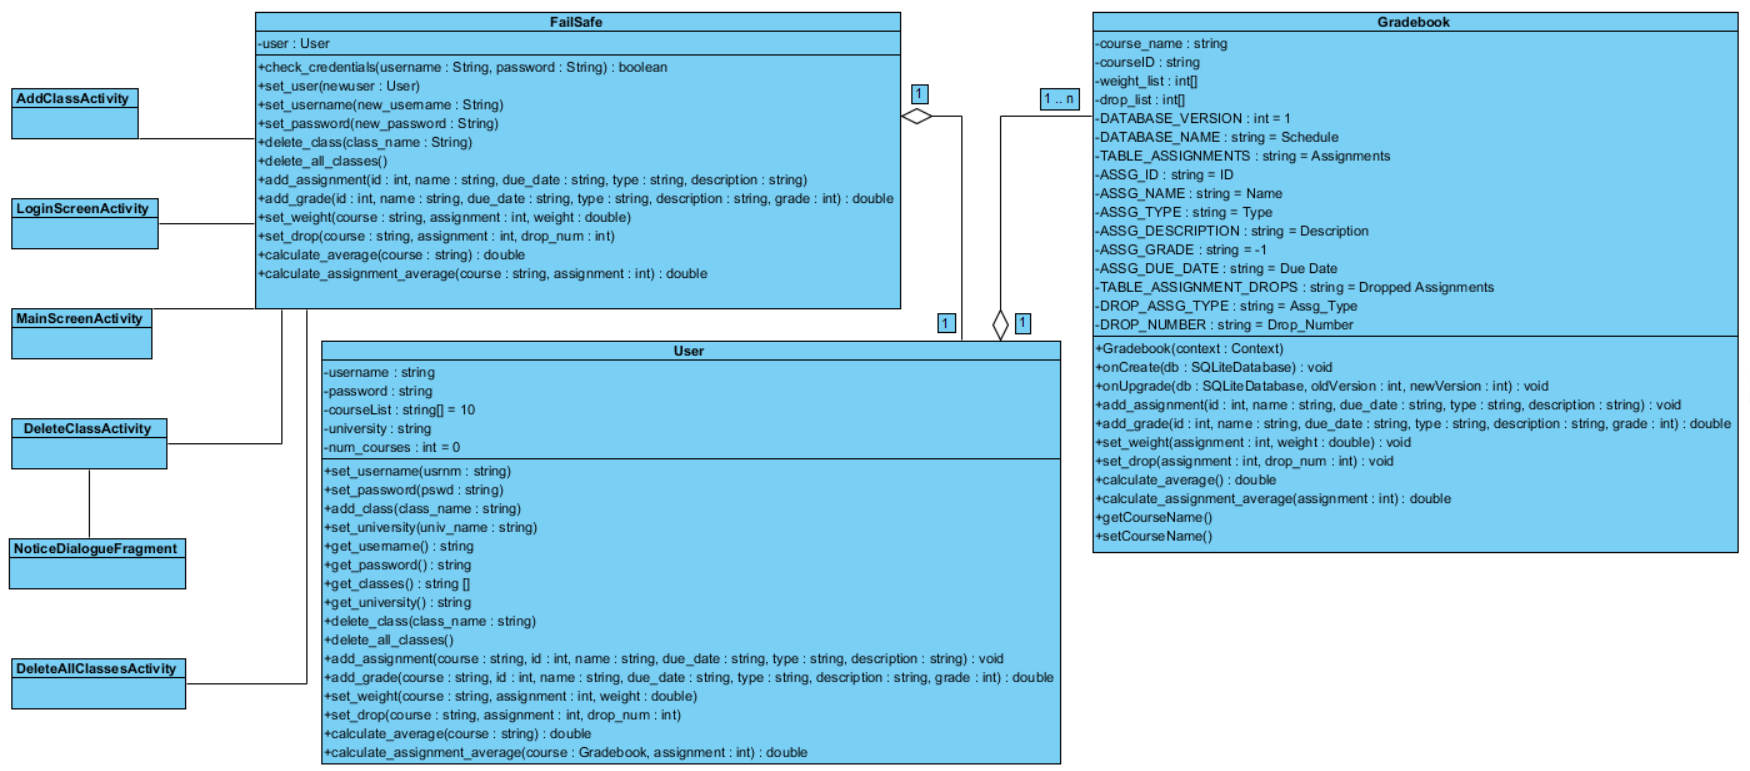 FailSafe
-user : User
+check_credentials(username : String, password : String) : boolean
+set_user(newuser : User)
+set_username(new_username : String)
+set_password(new_password : String)
+delete_class(class_name : String)
+delete_all_classes()
+add_assignment(id : int, name : string, due_date : string, type : string, description : string)
+add_grade(id : int, name : string, due_date : string, type : string, description : string, grade : int) : double
+set_weight(course : string, assignment : int, weight : double)
+set_drop(course : string, assignment : int, drop_num : int)
+calculate_average(course : string) : double
+calculate_assignment_average(course : string, assignment : int) : double
AddClassActivity
LoginScreenActivity
MainScreenActivity
DeleteClassActivity
NoticeDialogueFragment
DeleteAllClassesActivity
1
1
1 .. n
1
User
-username : string
-password : string
-courseList : string[] = 10
-university : string
-num_courses : int = 0
+set_username(usrnm : string)
+set_password(pswd : string)
+add_class(class_name : string)
+set_university(univ_name : string)
+get_username() : string
+get_password() : string
+get_classes() : string []
+get_university() : string
+delete_class(class_name : string)
+delete_all_classes()
+add_assignment(course : string, id : int, name : string, due_date : string, type : string, description : string) : void
+add_grade(course : string, id : int, name : string, due_date : string, type : string, description : string, grade : int) : double
+set_weight(course : string, assignment : int, weight : double)
+set_drop(course : string, assignment : int, drop_num : int)
+calculate_average(course : string) : double
+calculate_assignment_average(course : Gradebook, assignment : int) : double
Gradebook
-course_name : string
-courseID : string
-weight_list : int[]
-drop_list : int[]
-DATABASE_VERSION : int = 1
-DATABASE_NAME : string = Schedule
-TABLE_ASSIGNMENTS : string = Assignments
-ASSG_ID : string = ID
-ASSG_NAME : string = Name
-ASSG_TYPE : string = Type
-ASSG_DESCRIPTION : string = Description
-ASSG_GRADE : string = -1
-ASSG_DUE_DATE : string = Due Date
-TABLE_ASSIGNMENT_DROPS : string = Dropped Assignments
-DROP_ASSG_TYPE : string = Assg_Type
-DROP_NUMBER : string = Drop_Number
+Gradebook(context : Context)
+onCreate(db : SQLiteDatabase) : void
+onUpgrade(db : SQLiteDatabase, oldVersion : int, newVersion : int) : void
+add_assignment(id : int, name : string, due_date : string, type : string, description : string) : void
+add_grade(id : int, name : string, due_date : string, type : string, description : string, grade : int) : double
+set_weight(assignment : int, weight : double) : void
+set_drop(assignment : int, drop_num : int) : void
+calculate_average() : double
+calculate_assignment_average(assignment : int) : double
+getCourseName()
+setCourseName()